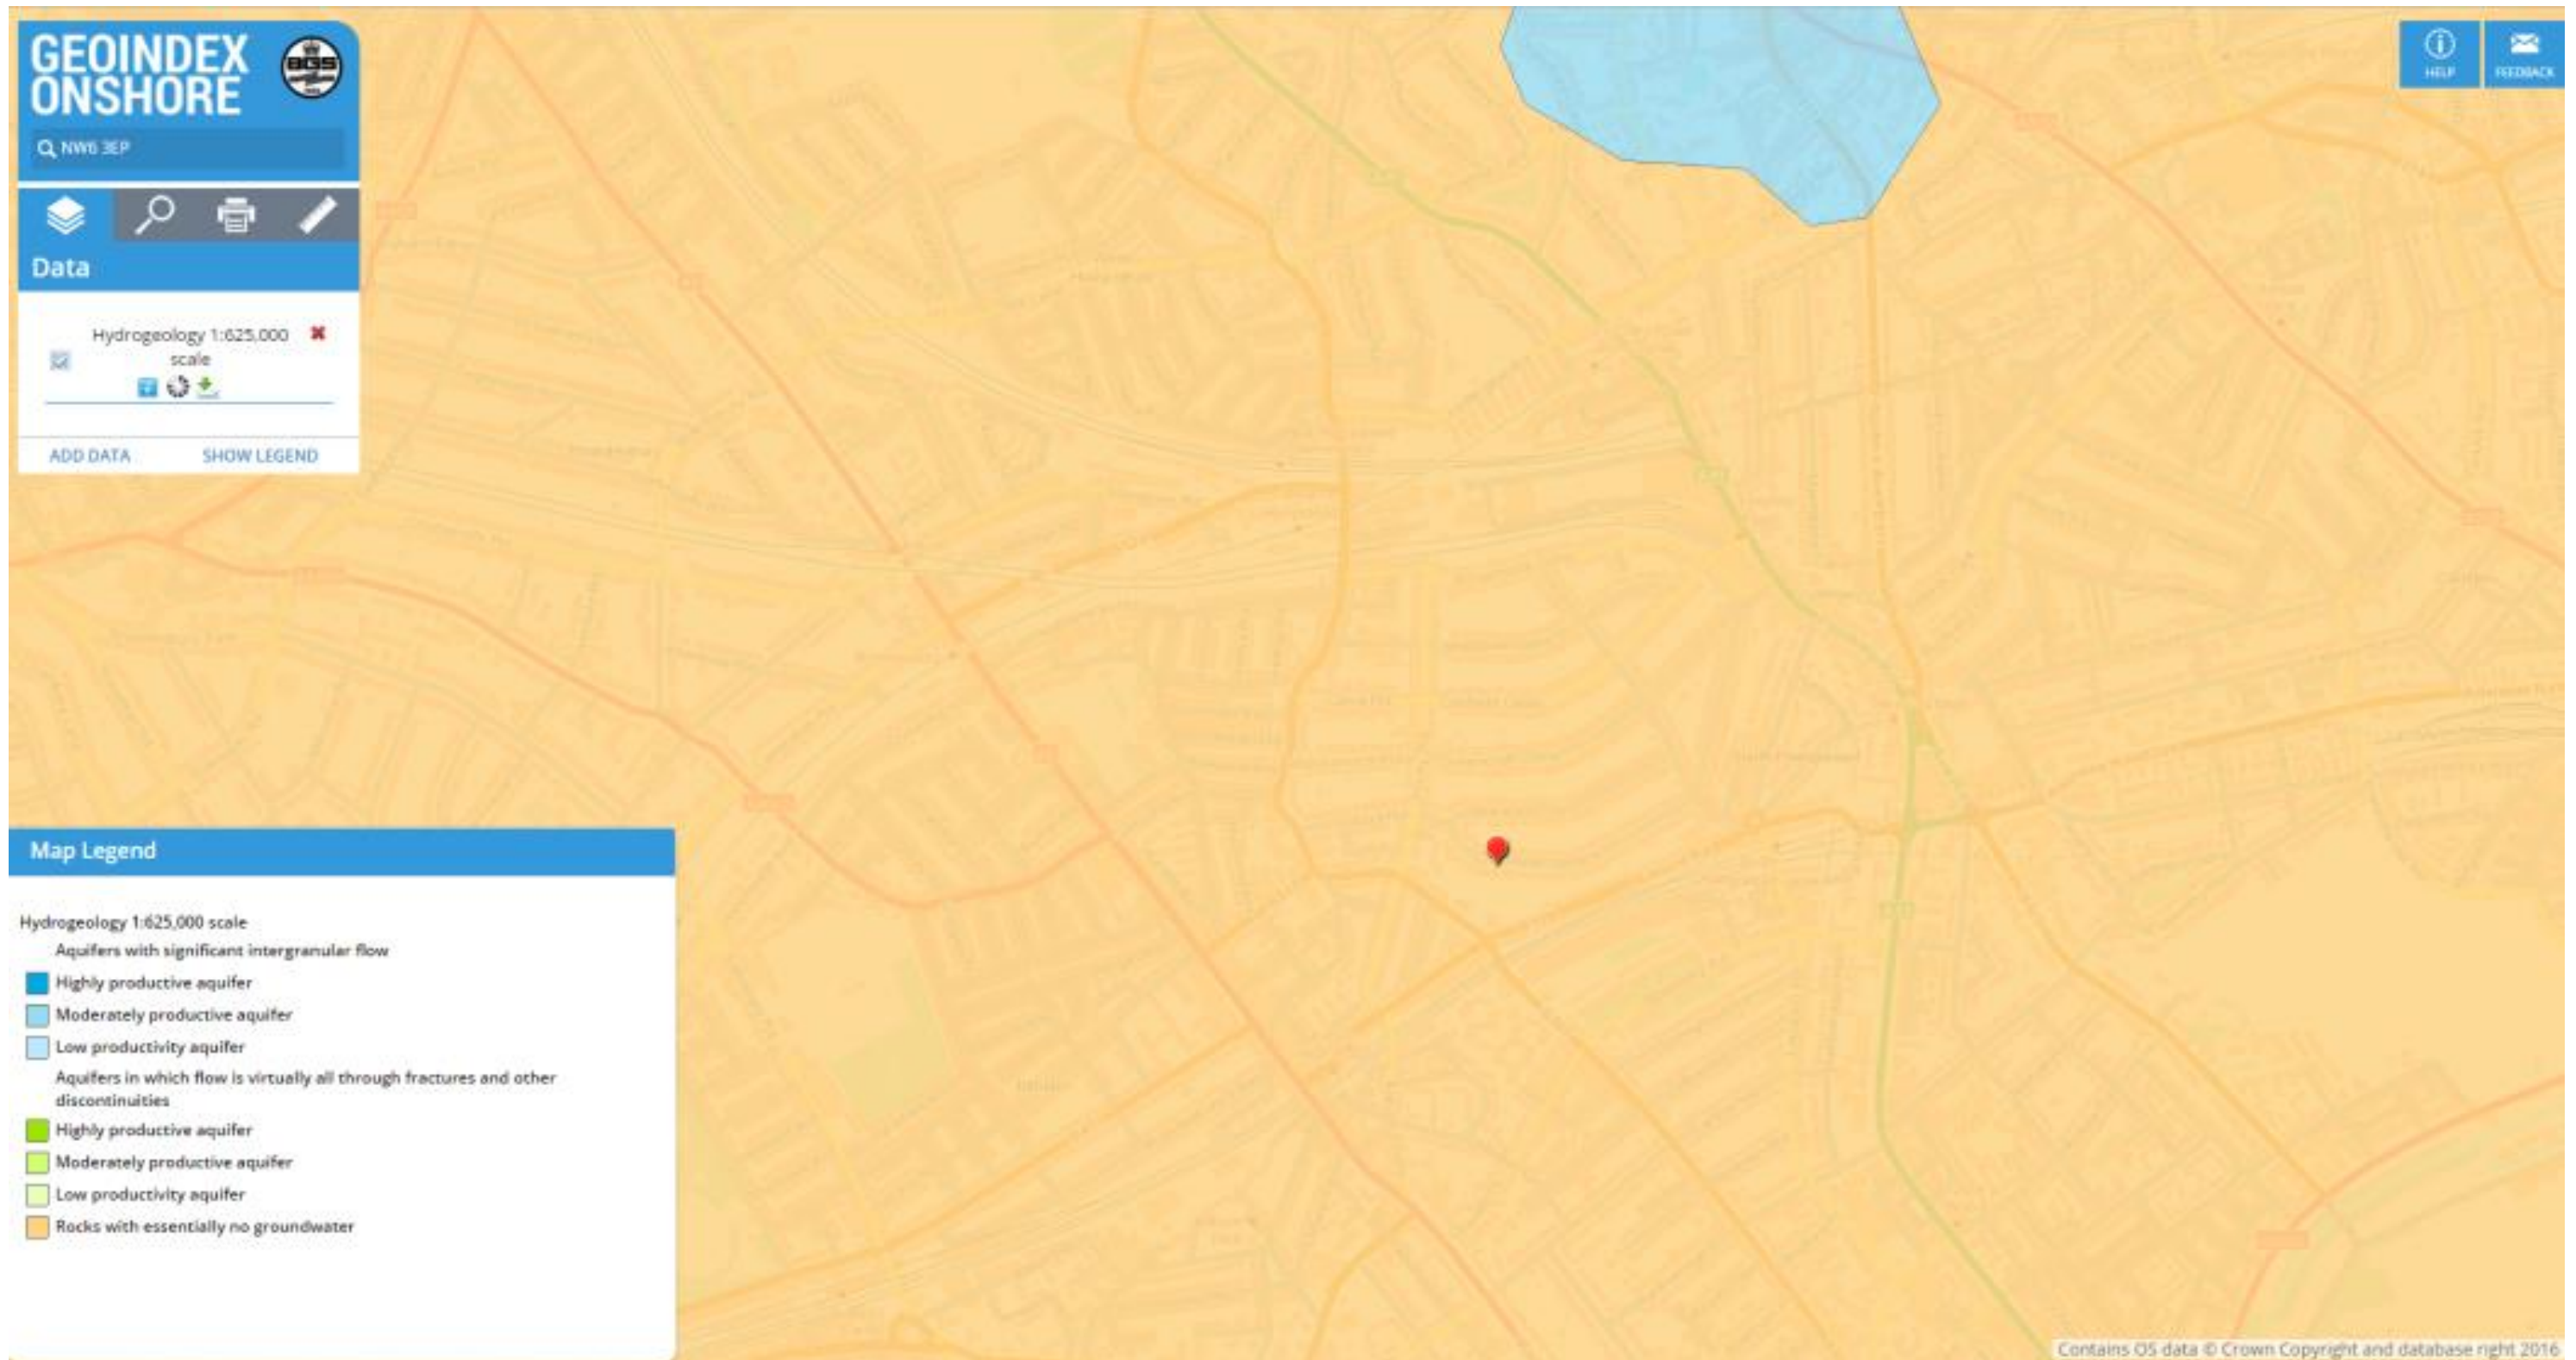 GEOINDEX
ONSHORE
BGS
NW6 3EP
HELP
FEEDBACK
Data
Hydrogeology 1:625,000
scale
ADD DATA
SHOW LEGEND
Map Legend
Hydrogeology 1:625,000 scale
Aquifers with significant intergranular flow
Highly productive aquifer
Moderately productive aquifer
Low productivity aquifer
Aquifers in which flow is virtually all through fractures and other
discontinuities
Highly productive aquifer
Moderately productive aquifer
Low productivity aquifer
Rocks with essentially no groundwater
Contains OS data © Crown Copyright and database right 2016